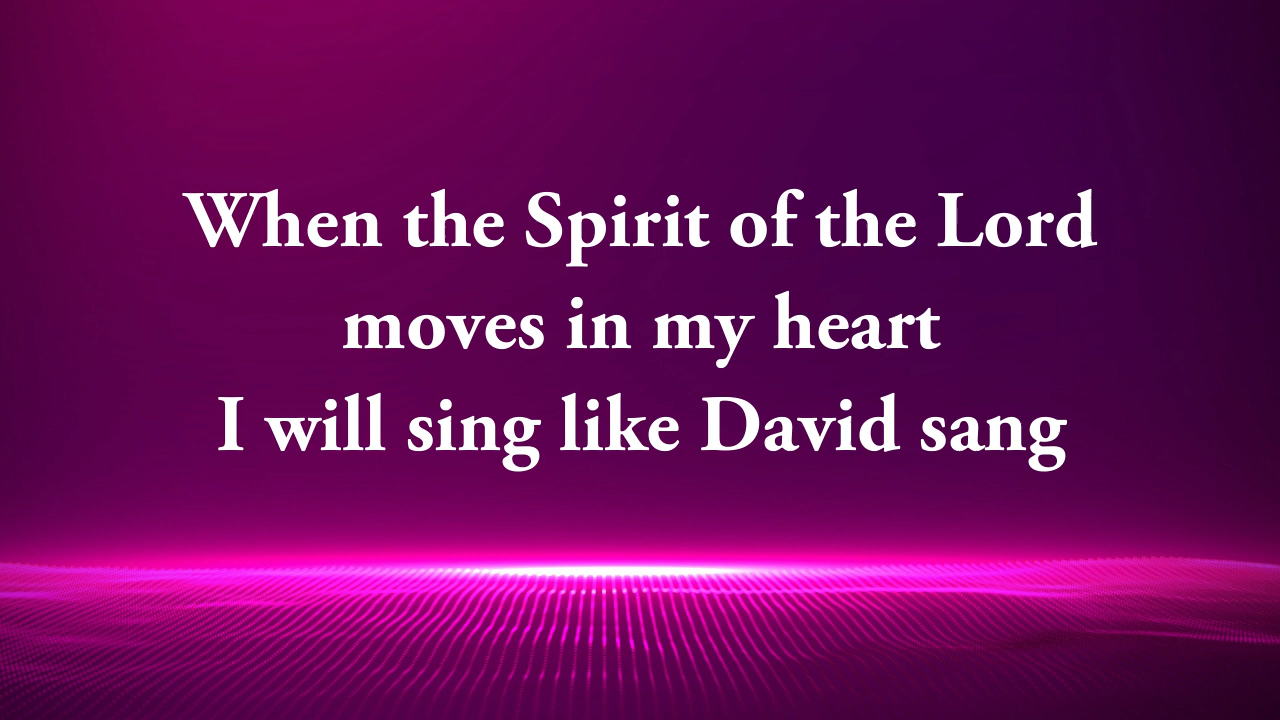 When the Spirit of the Lord
moves in my heart
I will sing like David sang